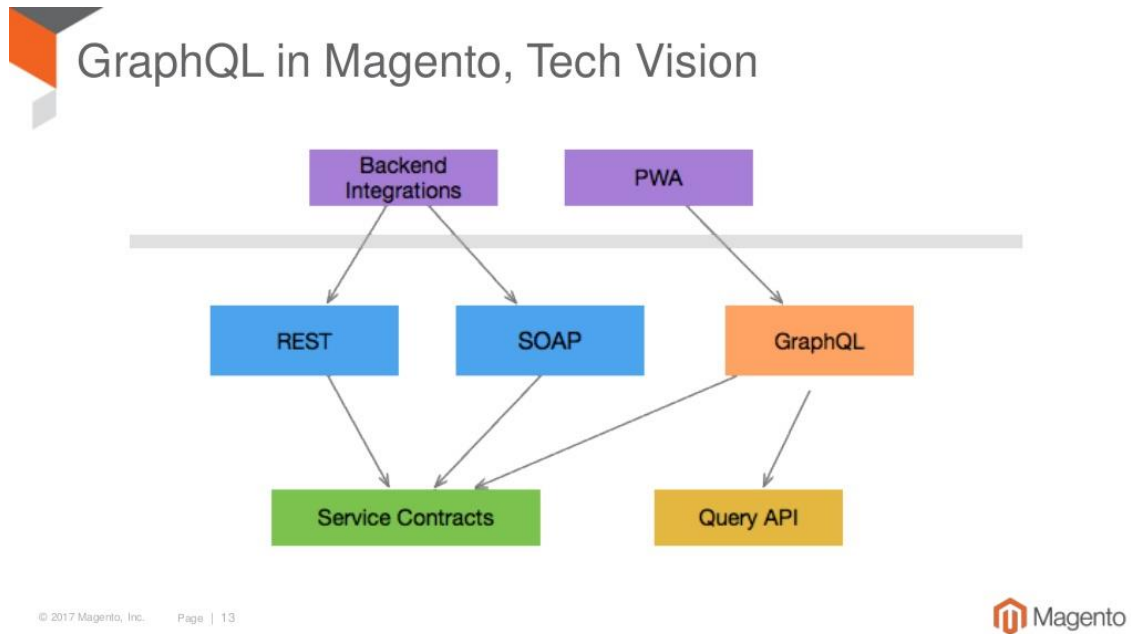 GraphQL in Magento, Tech Vision
Backend
Integrations
PWA
REST
SOAP
GraphQL
Service Contracts
Query API
© 2017 Magento, Inc.
Page | 13
Magento